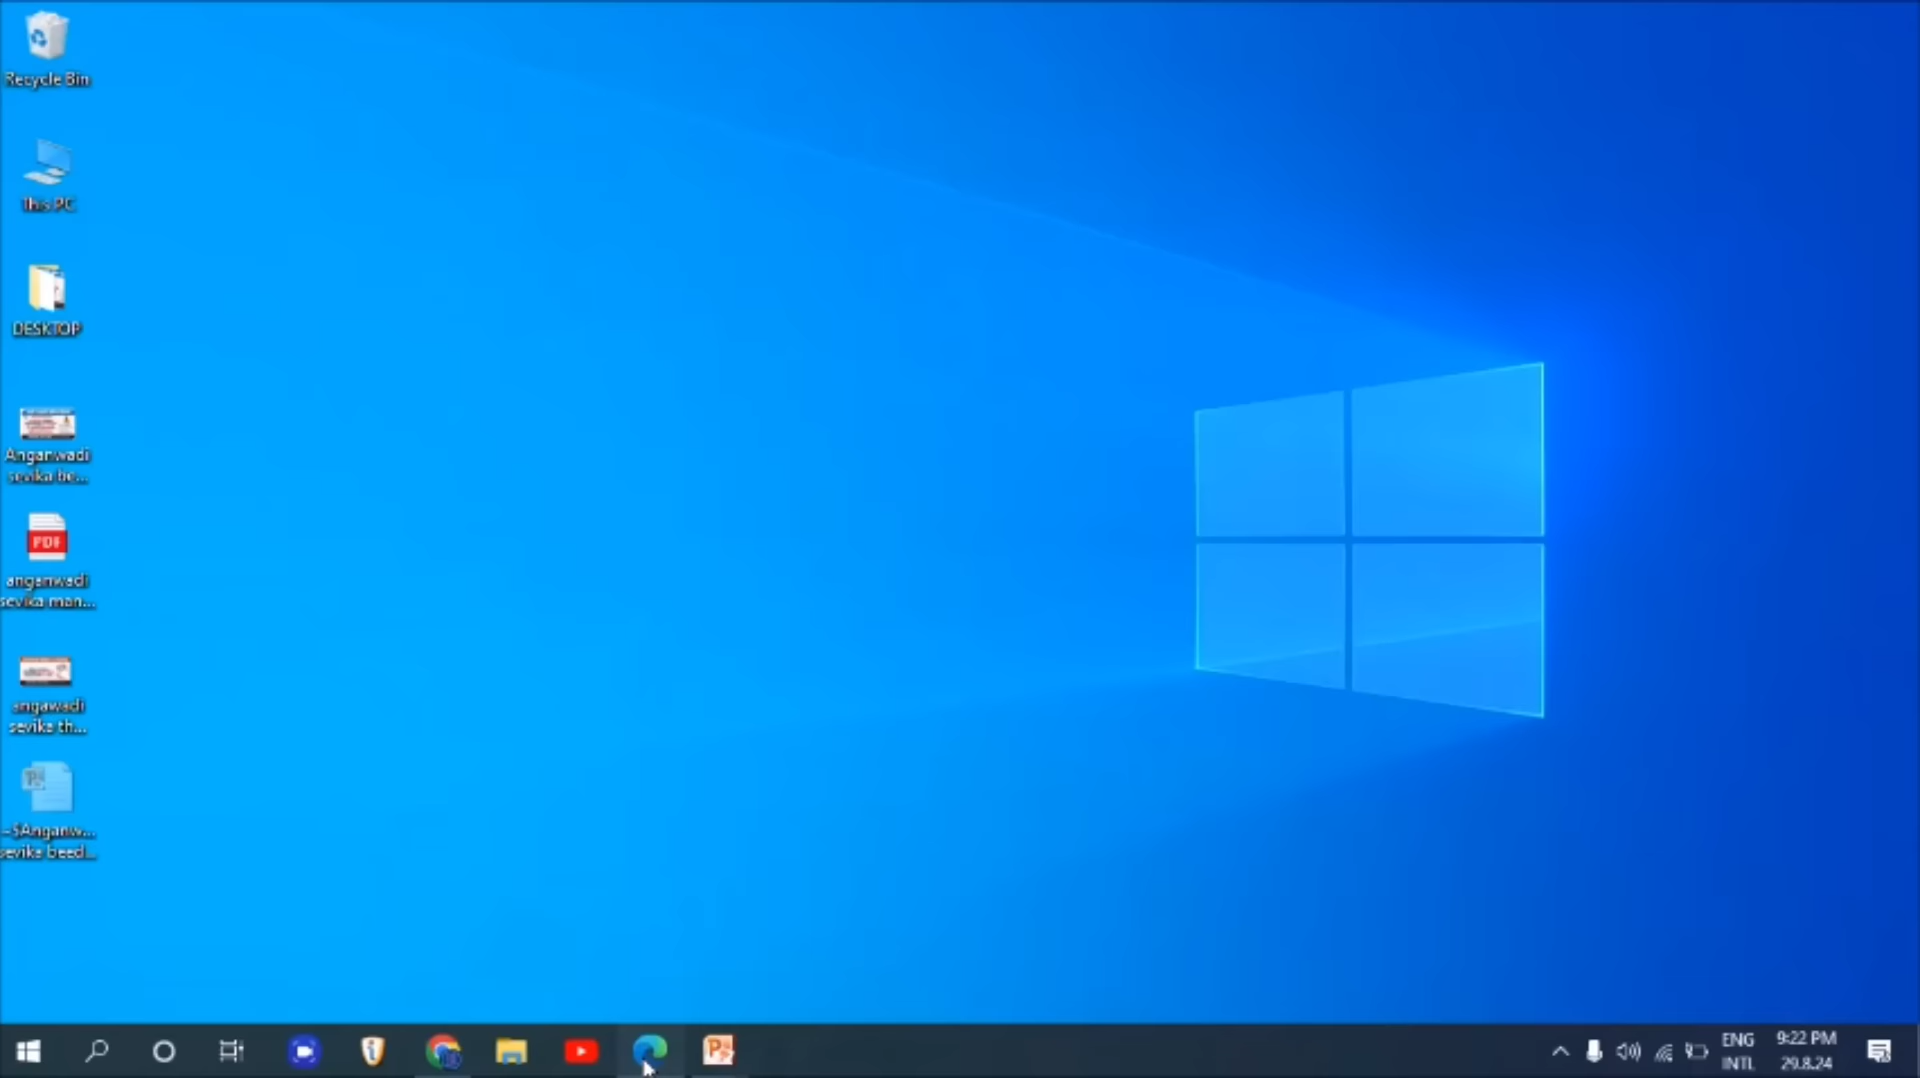 Recycle Bin
This PC
DESKTOP
Anganwadi
sevika be...
PDF
anganwadi
sevika man...
angawadi
sevika th...
~$Anganw...
sevika beed...
ENG
INTL
9:22 PM
29.8.24